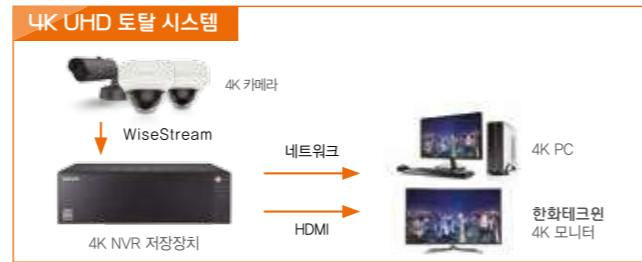 4K UHD 토탈 시스템
4K 카메라
WiseStream
네트워크
4K PC
4K NVR 저장장치
HDMI
한화테크윈
4K 모니터